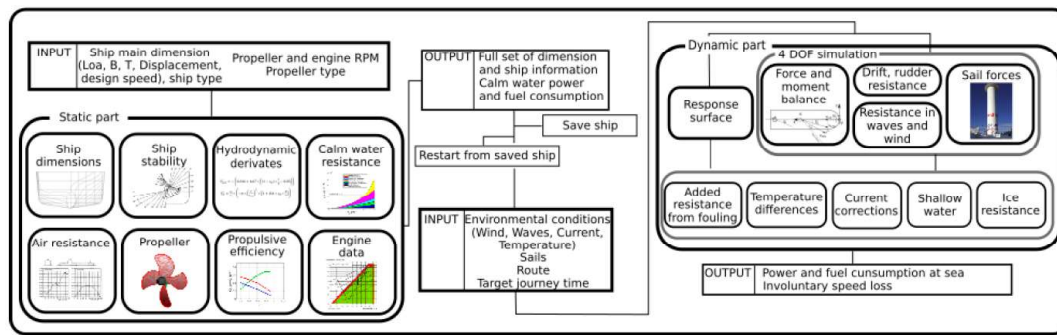 INPUT
Ship main dimension
(Loa, B, T, Displacement,
design speed), ship type
Propeller and engine RPM
Propeller type
Static part
Ship
dimensions
Ship
stability
Hydrodynamic
derivates
Calm water
resistance
Air resistance
Propeller
Propulsive
efficiency
Engine
data
OUTPUT
Full set of dimension
and ship information
Calm water power
and fuel consumption
Save ship
Restart from saved ship
INPUT
Environmental conditions
(Wind, Waves, Current,
Temperature)
Sails
Route
Target journey time
Dynamic part
4 DOF simulation
Response
surface
Force and
moment
balance
Drift, rudder
resistance
Resistance in
waves and
wind
Sail forces
Added
resistance
from fouling
Temperature
differences
Current
corrections
Shallow
water
Ice
resistance
OUTPUT
Power and fuel cunsumption at sea
Involuntary speed loss